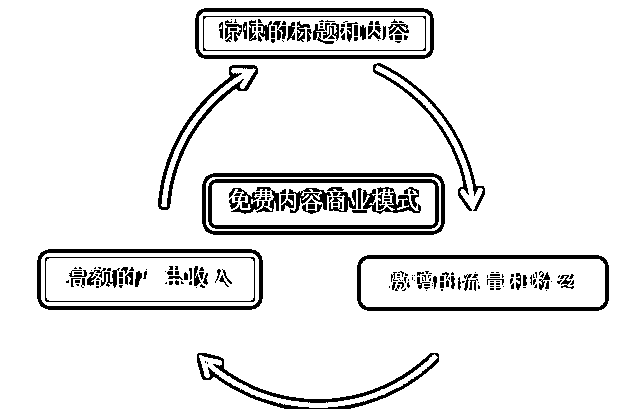 惊悚的标题和内容
免费内容商业模式
高额的广告收入
激增的流量和粉丝